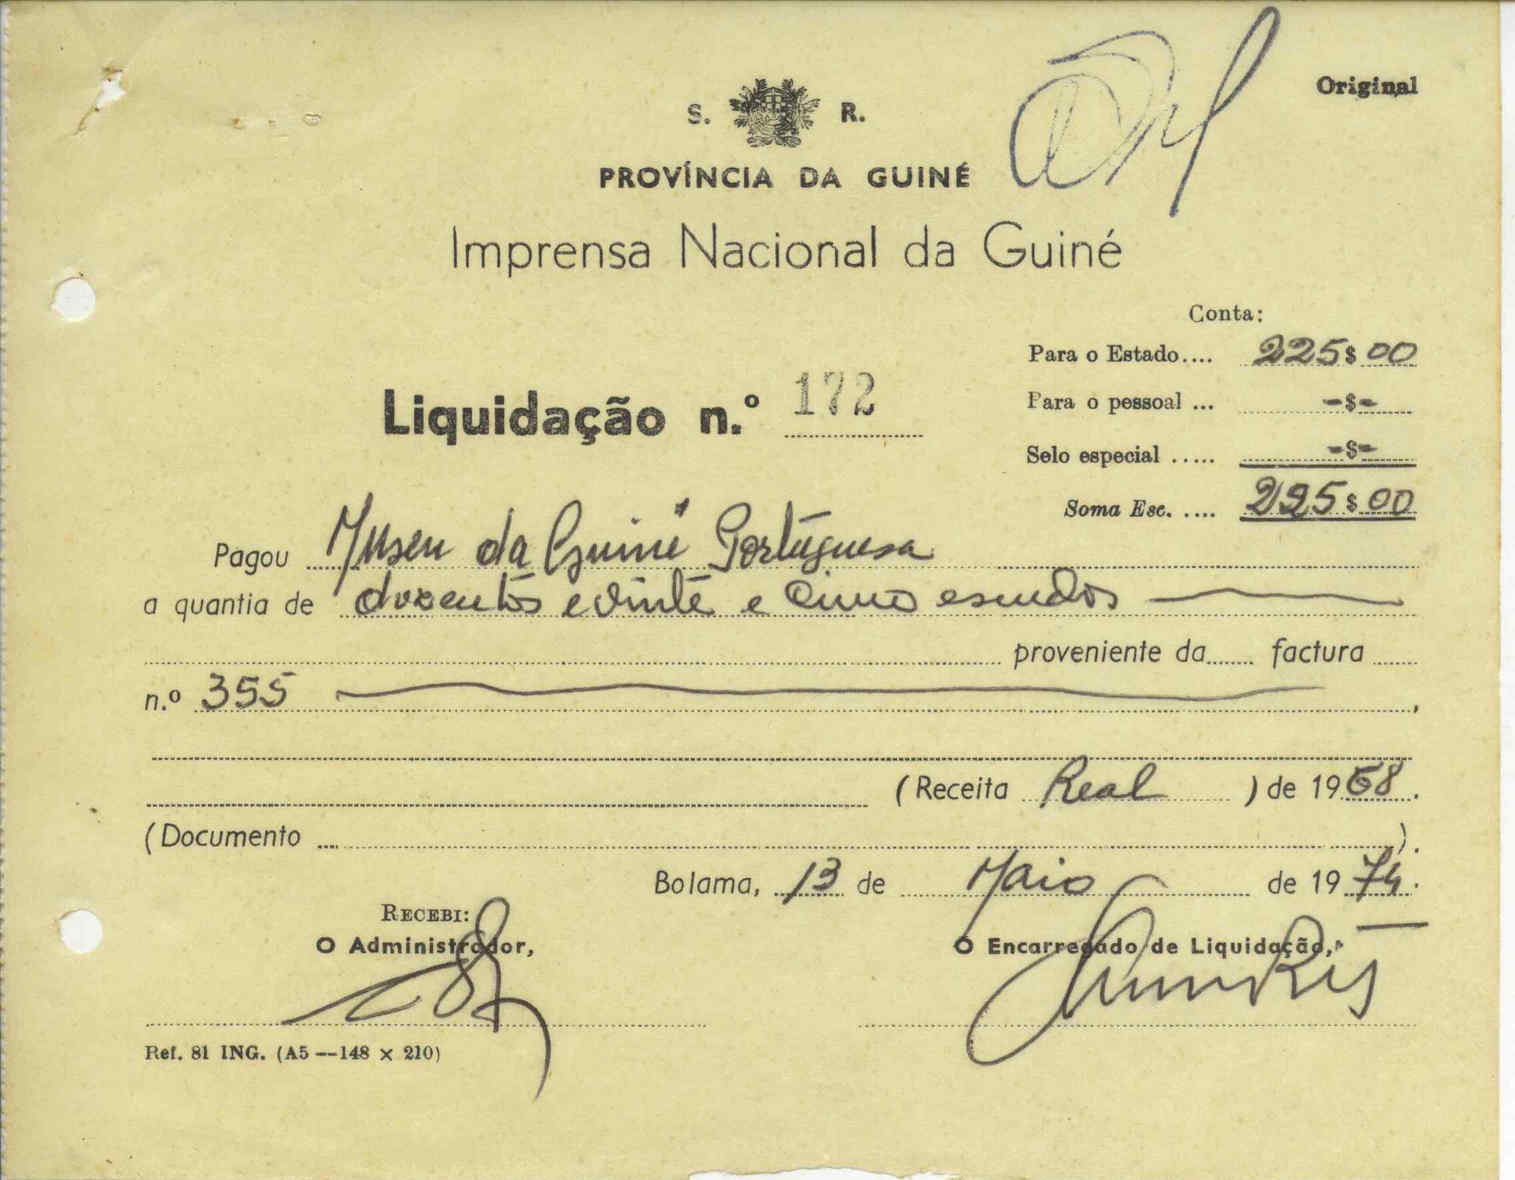 Original
S. R.
PROVÍNCIA DA GUINÉ
Imprensa Nacional da Guiné
Conta:
Para o Estado.... 225$00
Liquidação n.º 172
Para o pessoal ... -$-
Selo especial ..... -$-
Soma Esc. .... 225$00
Pagou Museu da Guiné Portuguesa
a quantia de duzentos e vinte e cinco escudos
proveniente da factura
n.º 355 ,
(Receita Real ) de 1968.
(Documento ).
Bolama, 13 de Maio de 1974.
RECEBI:
O Administrador, O Encarregado de Liquidação,
Ref. 81 ING. (A5 — 148 × 210)